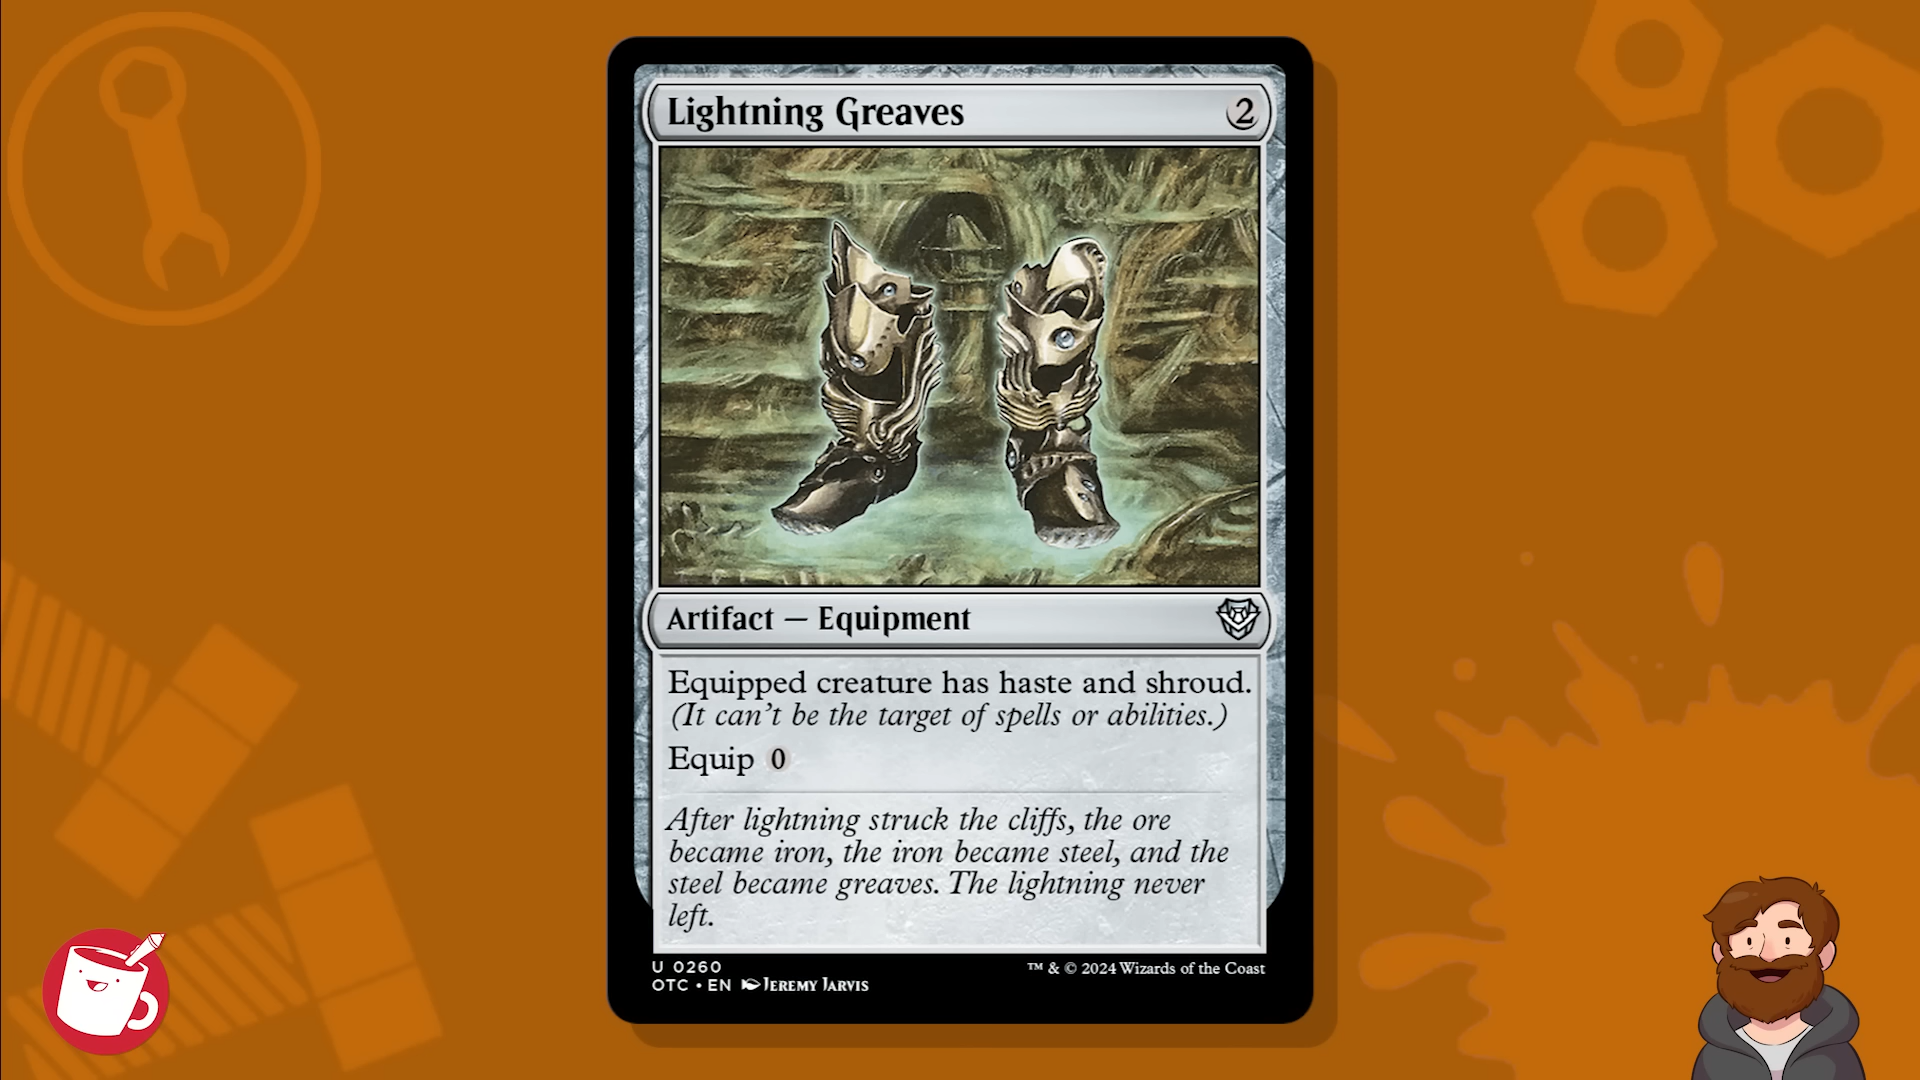 Lightning Greaves 2
Artifact — Equipment
Equipped creature has haste and shroud.
(It can't be the target of spells or abilities.)
Equip 0
After lightning struck the cliffs, the ore
became iron, the iron became steel, and the
steel became greaves. The lightning never
left.
U 0260
OTC • EN Jeremy Jarvis
™ & © 2024 Wizards of the Coast